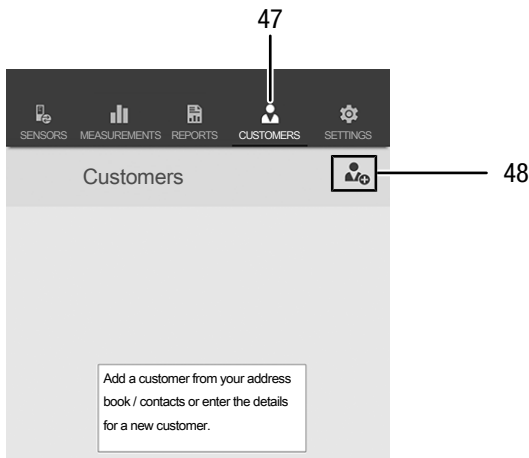 47
SENSORS MEASUREMENTS REPORTS CUSTOMERS SETTINGS
Customers
48
Add a customer from your address
book / contacts or enter the details
for a new customer.